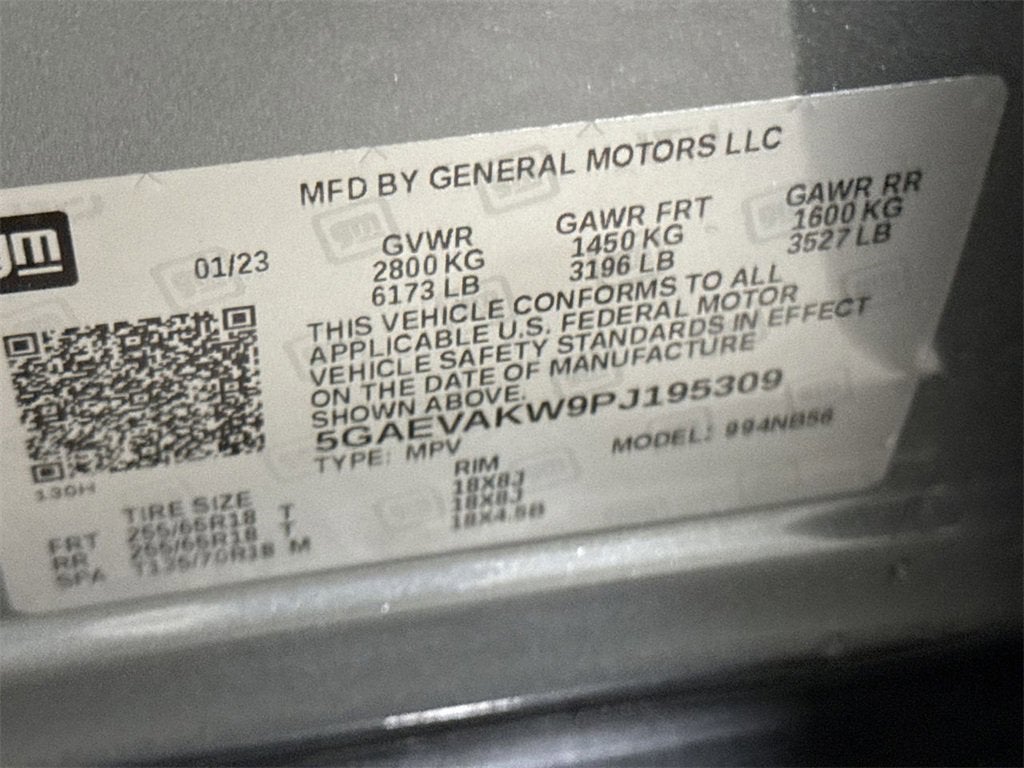 MFD BY GENERAL MOTORS LLC
gm
01/23
GVWR GAWR FRT GAWR RR
2800 KG 1450 KG 1600 KG
6173 LB 3196 LB 3527 LB
THIS VEHICLE CONFORMS TO ALL
APPLICABLE U.S. FEDERAL MOTOR
VEHICLE SAFETY STANDARDS IN EFFECT
ON THE DATE OF MANUFACTURE
SHOWN ABOVE.
5GAEVAKW9PJ195309
TYPE: MPV MODEL: 994NB56
130H
TIRE SIZE RIM
FRT 255/65R18 T 18X8J
RR 255/65R18 T 18X8J
SPA T135/70R18 M 18X4.5B